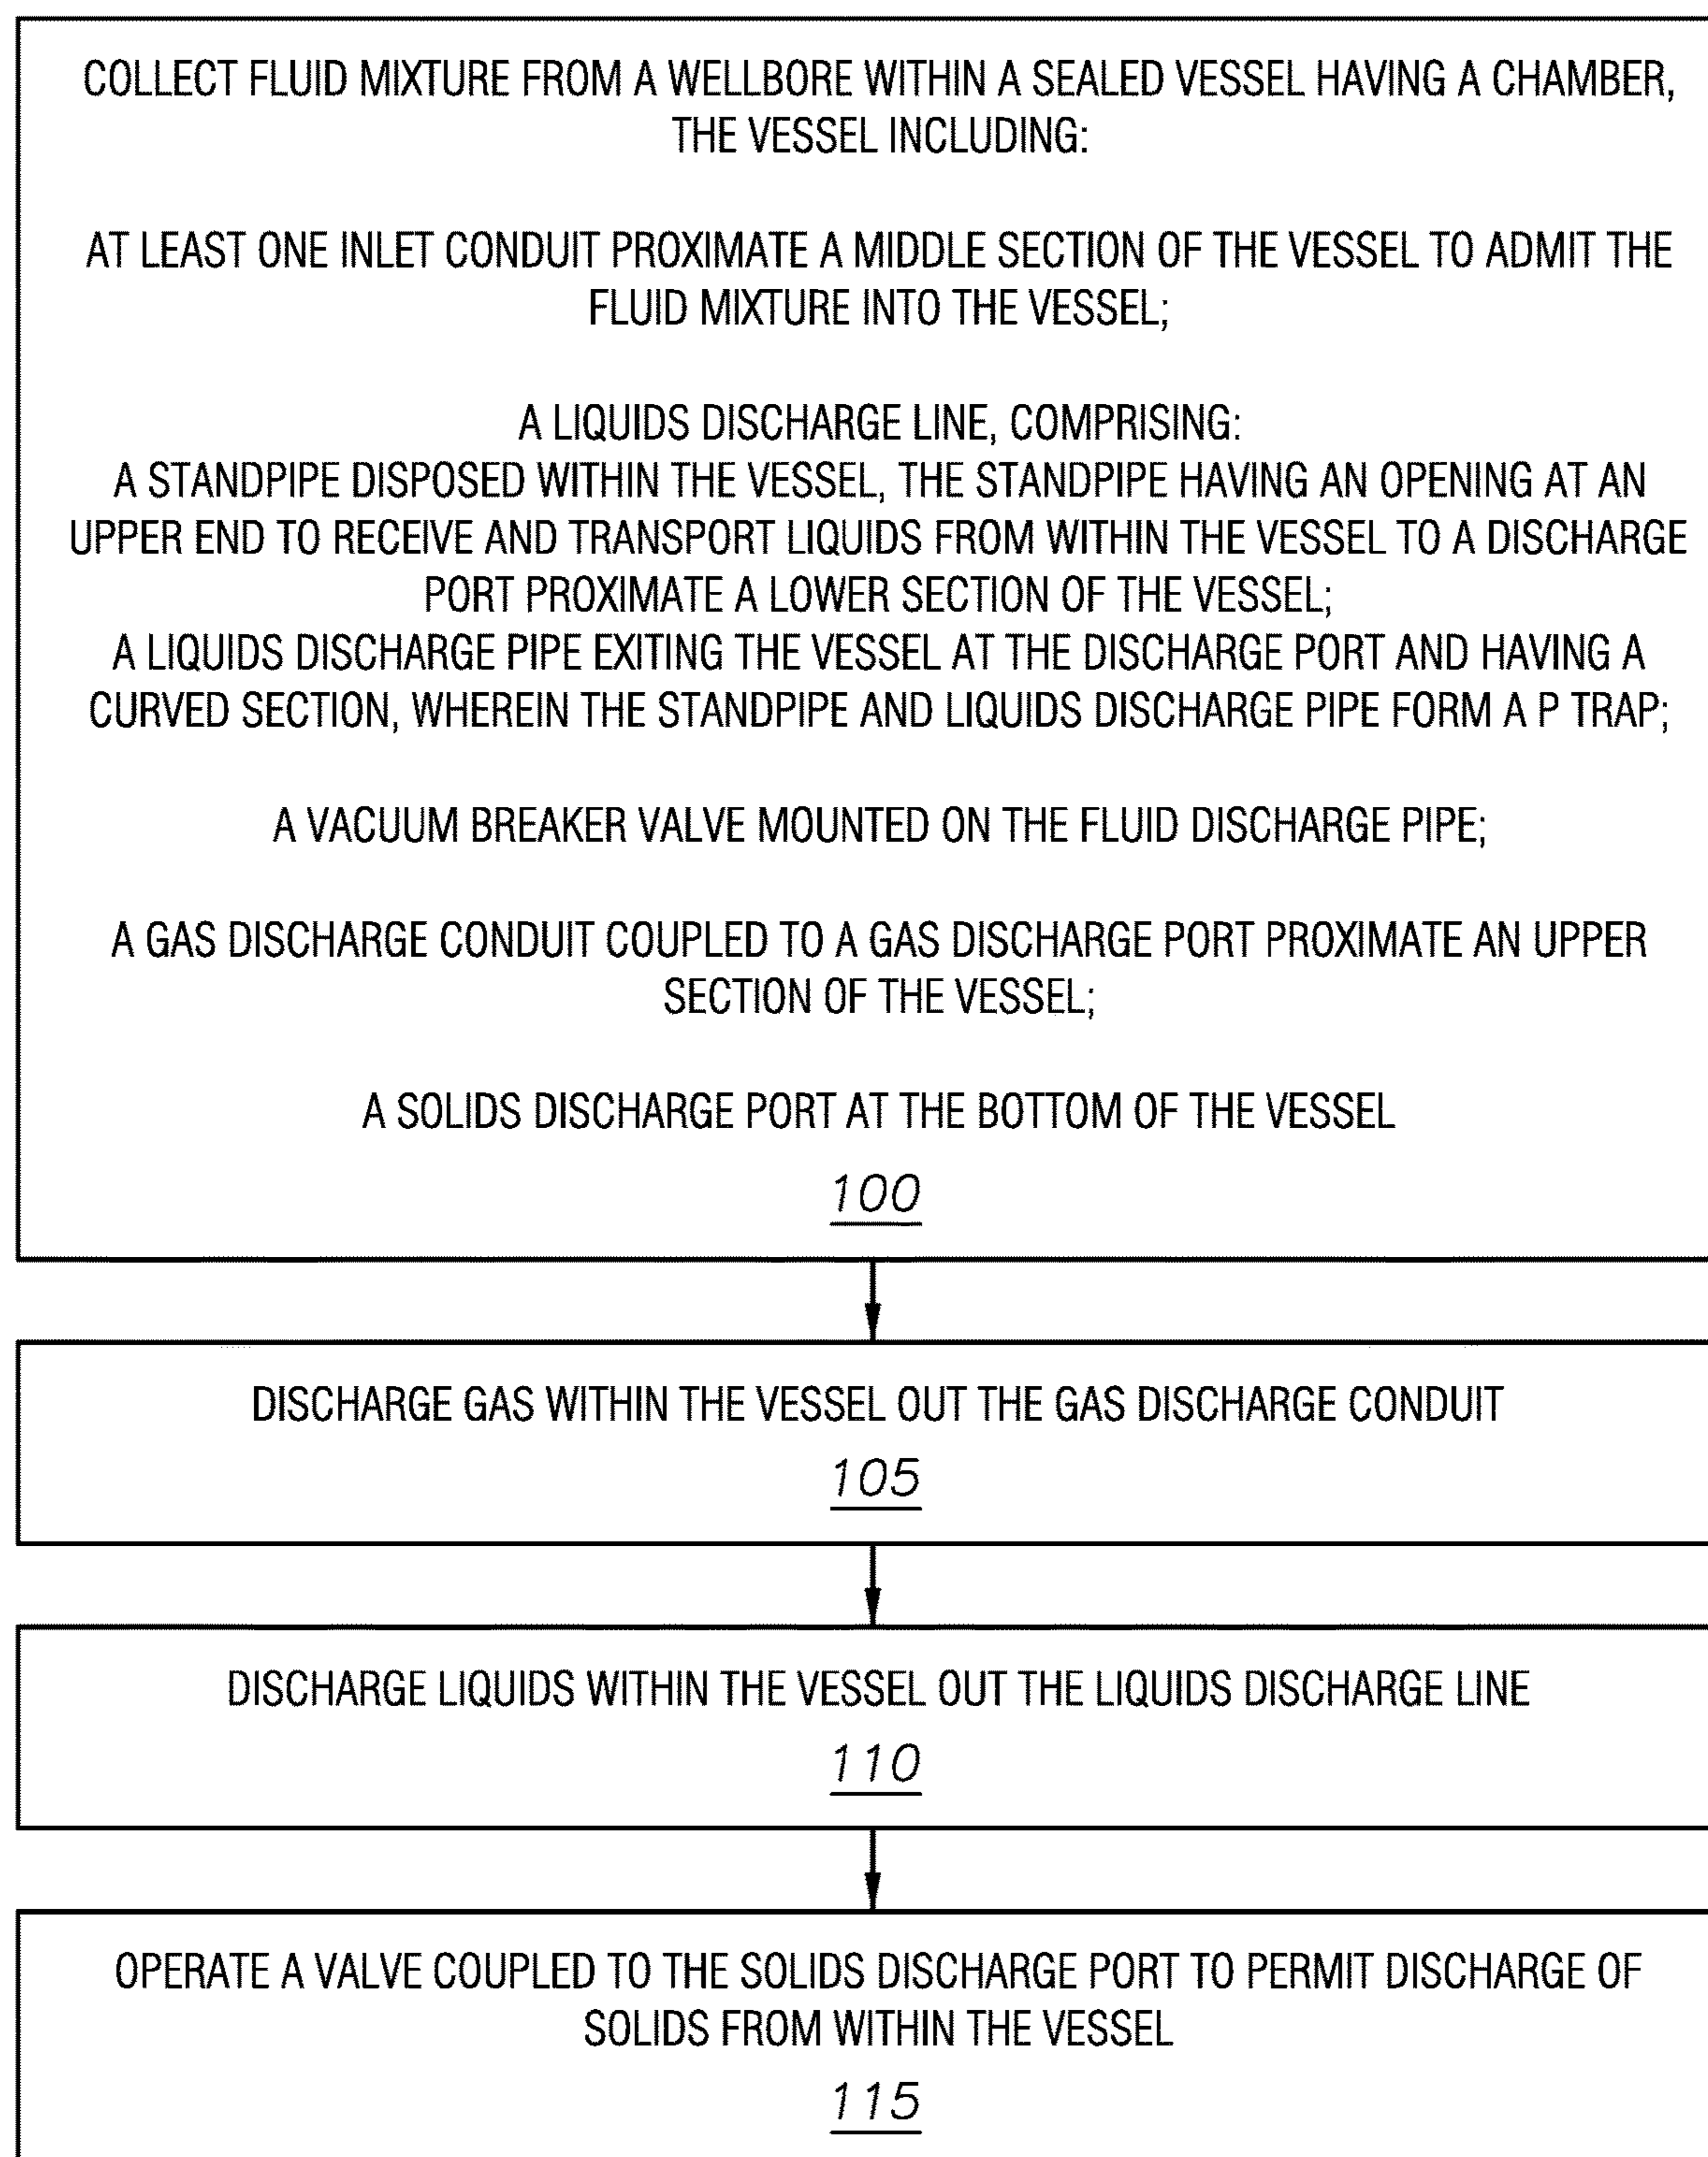 COLLECT FLUID MIXTURE FROM A WELLBORE WITHIN A SEALED VESSEL HAVING A CHAMBER,
THE VESSEL INCLUDING:
AT LEAST ONE INLET CONDUIT PROXIMATE A MIDDLE SECTION OF THE VESSEL TO ADMIT THE
FLUID MIXTURE INTO THE VESSEL;
A LIQUIDS DISCHARGE LINE, COMPRISING:
A STANDPIPE DISPOSED WITHIN THE VESSEL, THE STANDPIPE HAVING AN OPENING AT AN
UPPER END TO RECEIVE AND TRANSPORT LIQUIDS FROM WITHIN THE VESSEL TO A DISCHARGE
PORT PROXIMATE A LOWER SECTION OF THE VESSEL;
A LIQUIDS DISCHARGE PIPE EXITING THE VESSEL AT THE DISCHARGE PORT AND HAVING A
CURVED SECTION, WHEREIN THE STANDPIPE AND LIQUIDS DISCHARGE PIPE FORM A P TRAP;
A VACUUM BREAKER VALVE MOUNTED ON THE FLUID DISCHARGE PIPE;
A GAS DISCHARGE CONDUIT COUPLED TO A GAS DISCHARGE PORT PROXIMATE AN UPPER
SECTION OF THE VESSEL;
A SOLIDS DISCHARGE PORT AT THE BOTTOM OF THE VESSEL
100
DISCHARGE GAS WITHIN THE VESSEL OUT THE GAS DISCHARGE CONDUIT
105
DISCHARGE LIQUIDS WITHIN THE VESSEL OUT THE LIQUIDS DISCHARGE LINE
110
OPERATE A VALVE COUPLED TO THE SOLIDS DISCHARGE PORT TO PERMIT DISCHARGE OF
SOLIDS FROM WITHIN THE VESSEL
115